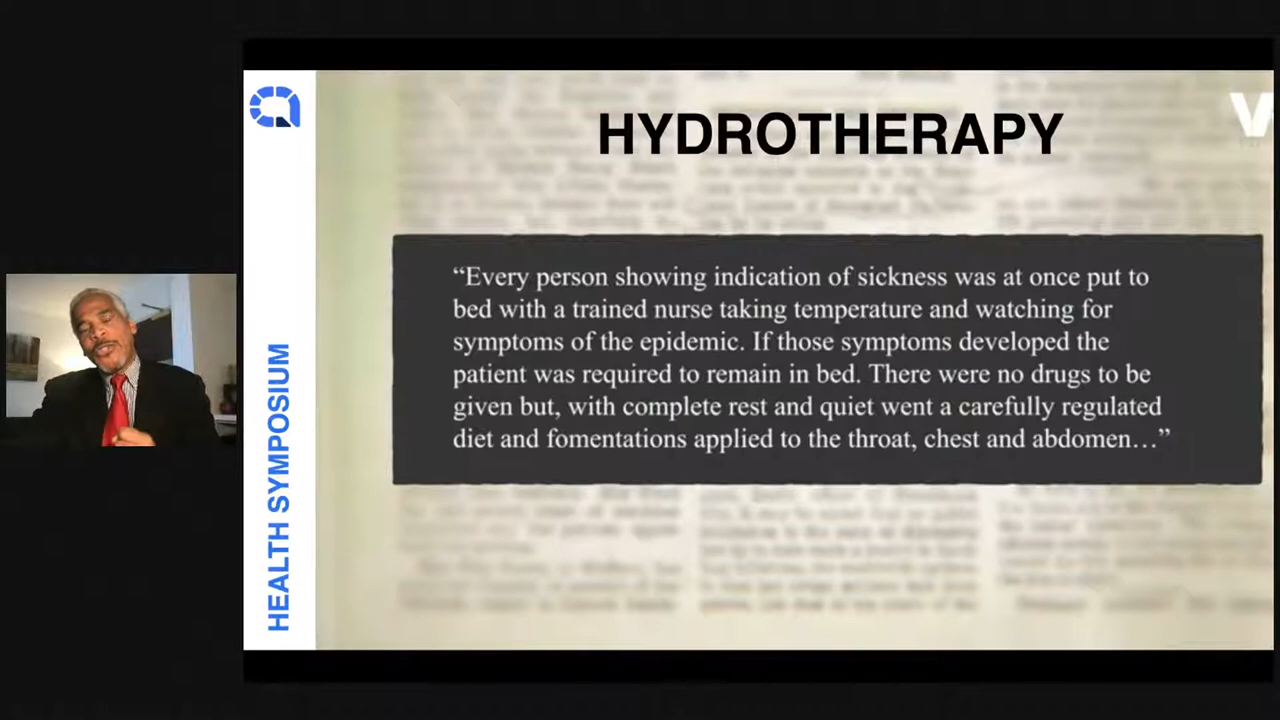 HYDROTHERAPY
“Every person showing indication of sickness was at once put to
bed with a trained nurse taking temperature and watching for
symptoms of the epidemic. If those symptoms developed the
patient was required to remain in bed. There were no drugs to be
given but, with complete rest and quiet went a carefully regulated
diet and fomentations applied to the throat, chest and abdomen…”
HEALTH SYMPOSIUM